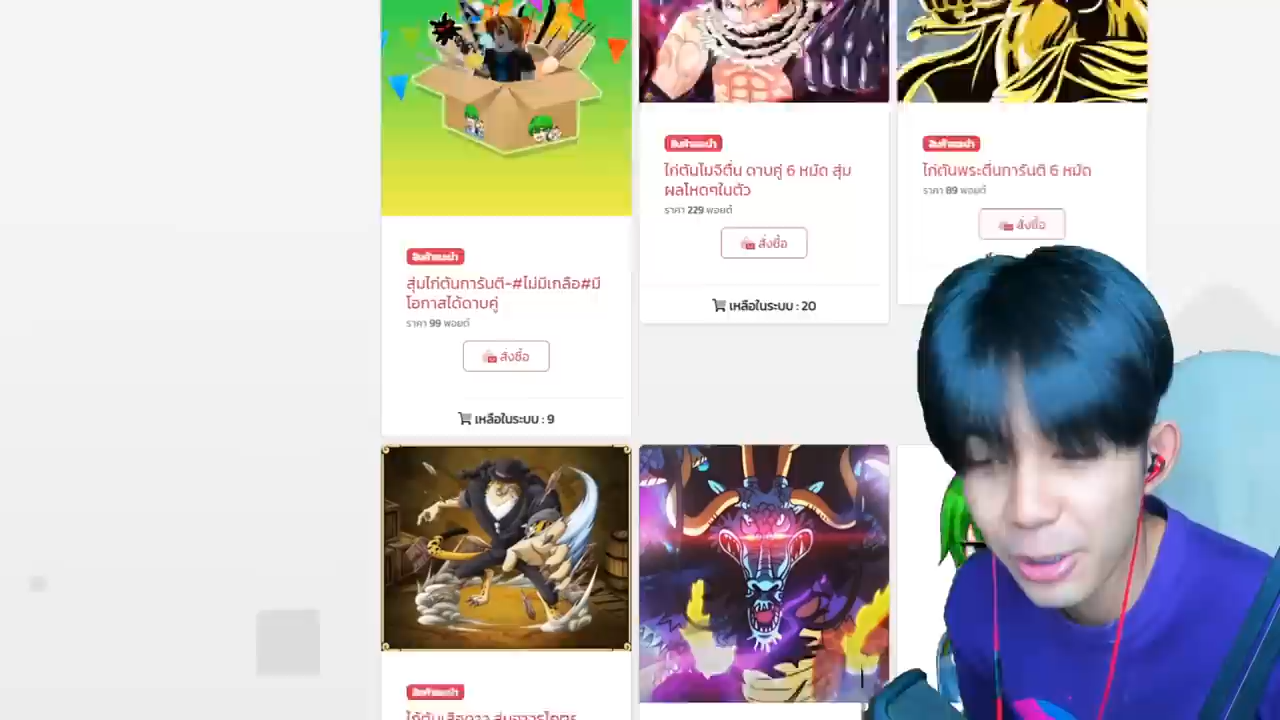 สินค้าแนะนำ
สุ่มไก่ตันการันตี-#ไม่มีเกลือ#มี
โอกาสได้ดาบคู่
ราคา 99 พอยต์
สั่งซื้อ
เหลือในระบบ : 9
สินค้าแนะนำ
ไก่ตันโมจิตื่น ดาบคู่ 6 หมัด สุ่ม
ผลโหดๆในตัว
ราคา 229 พอยต์
สั่งซื้อ
เหลือในระบบ : 20
สินค้าแนะนำ
ไก่ตันพระตื่นการันตี 6 หมัด
ราคา 89 พอยต์
สั่งซื้อ
สินค้าแนะนำ